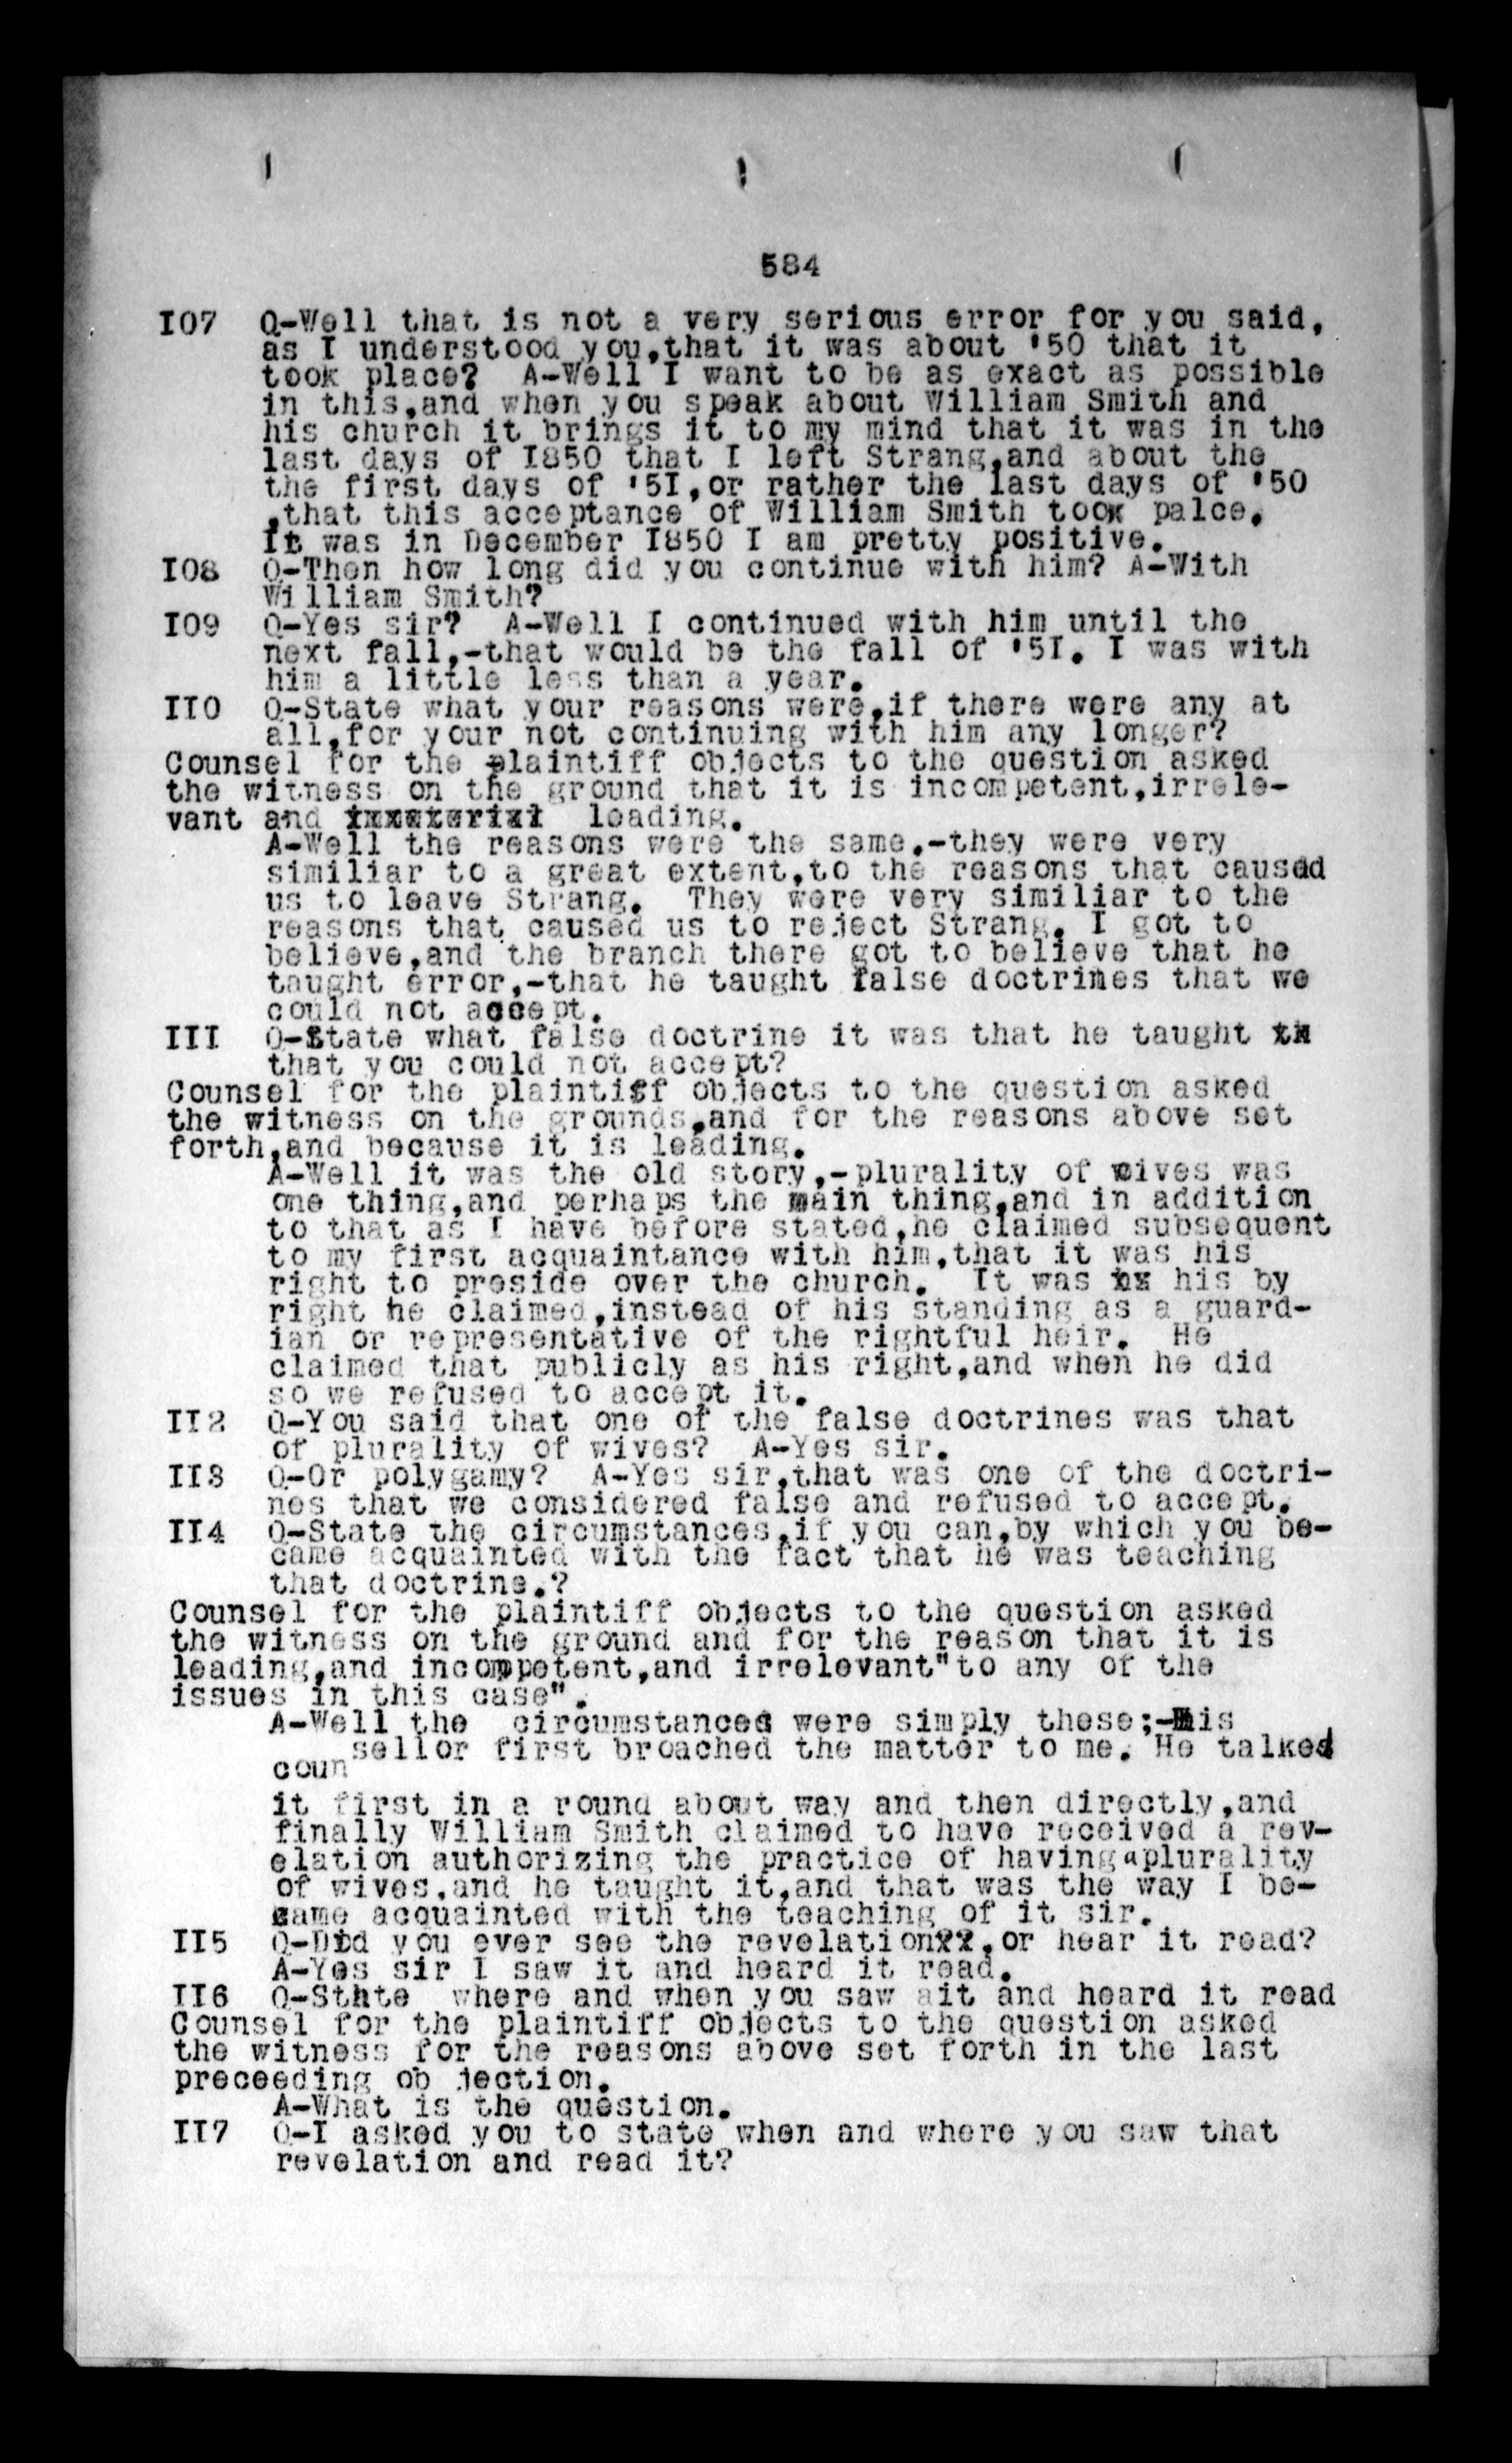 584
I07 Q-Well that is not a very serious error for you said,
as I understood you,that it was about '50 that it
took place? A-Well I want to be as exact as possible
in this,and when you speak about William Smith and
his church it brings it to my mind that it was in the
last days of I850 that I left Strang,and about the
the first days of '5I,or rather the last days of '50
,that this acceptance of William Smith took palce.
It was in December I850 I am pretty positive.
I08 Q-Then how long did you continue with him? A-With
William Smith?
I09 Q-Yes sir? A-Well I continued with him until the
next fall,-that would be the fall of '5I. I was with
him a little less than a year.
II0 Q-State what your reasons were,if there were any at
all,for your not continuing with him any longer?
Counsel for the plaintiff objects to the question asked
the witness on the ground that it is incompetent,irrele-
vant and leading.
A-Well the reasons were the same.-they were very
similiar to a great extent,to the reasons that caused
us to leave Strang. They were very similiar to the
reasons that caused us to reject Strang. I got to
believe,and the branch there got to believe that he
taught error,-that he taught false doctrines that we
could not accept.
III Q-State what false doctrine it was that he taught
that you could not accept?
Counsel for the plaintiff objects to the question asked
the witness on the grounds,and for the reasons above set
forth,and because it is leading.
A-Well it was the old story,-plurality of wives was
one thing,and perhaps the main thing,and in addition
to that as I have before stated,he claimed subsequent
to my first acquaintance with him,that it was his
right to preside over the church. It was his by
right he claimed,instead of his standing as a guard-
ian or representative of the rightful heir. He
claimed that publicly as his right,and when he did
so we refused to accept it.
II2 Q-You said that one of the false doctrines was that
of plurality of wives? A-Yes sir.
II3 Q-Or polygamy? A-Yes sir,that was one of the doctri-
nes that we considered false and refused to accept.
II4 Q-State the circumstances,if you can,by which you be-
came acquainted with the fact that he was teaching
that doctrine.?
Counsel for the plaintiff objects to the question asked
the witness on the ground and for the reason that it is
leading,and incompetent,and irrelevant"to any of the
issues in this case".
A-Well the circumstances were simply these;-His
counsellor first broached the matter to me. He talked
it first in a round about way and then directly,and
finally William Smith claimed to have received a rev-
elation authorizing the practice of having a plurality
of wives,and he taught it,and that was the way I be-
came acquainted with the teaching of it sir.
II5 Q-Did you ever see the revelation??,or hear it read?
A-Yes sir I saw it and heard it read.
II6 Q-Sthte where and when you saw ait and heard it read
Counsel for the plaintiff objects to the question asked
the witness for the reasons above set forth in the last
preceeding ob jection.
A-What is the question.
II7 Q-I asked you to state when and where you saw that
revelation and read it?